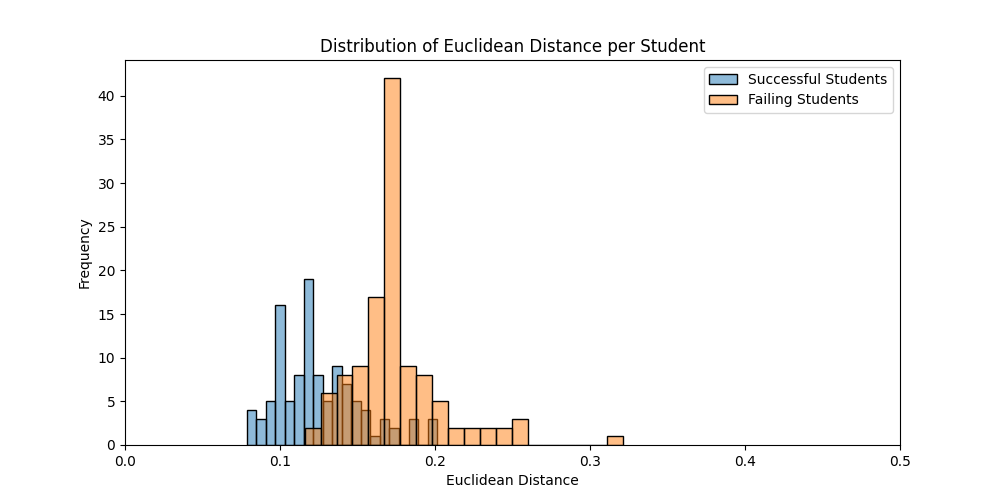 Distribution of Euclidean Distance per Student
Successful Students
Failing Students
Frequency
40
35
30
25
20
15
10
5
0
0.0 0.1 0.2 0.3 0.4 0.5
Euclidean Distance